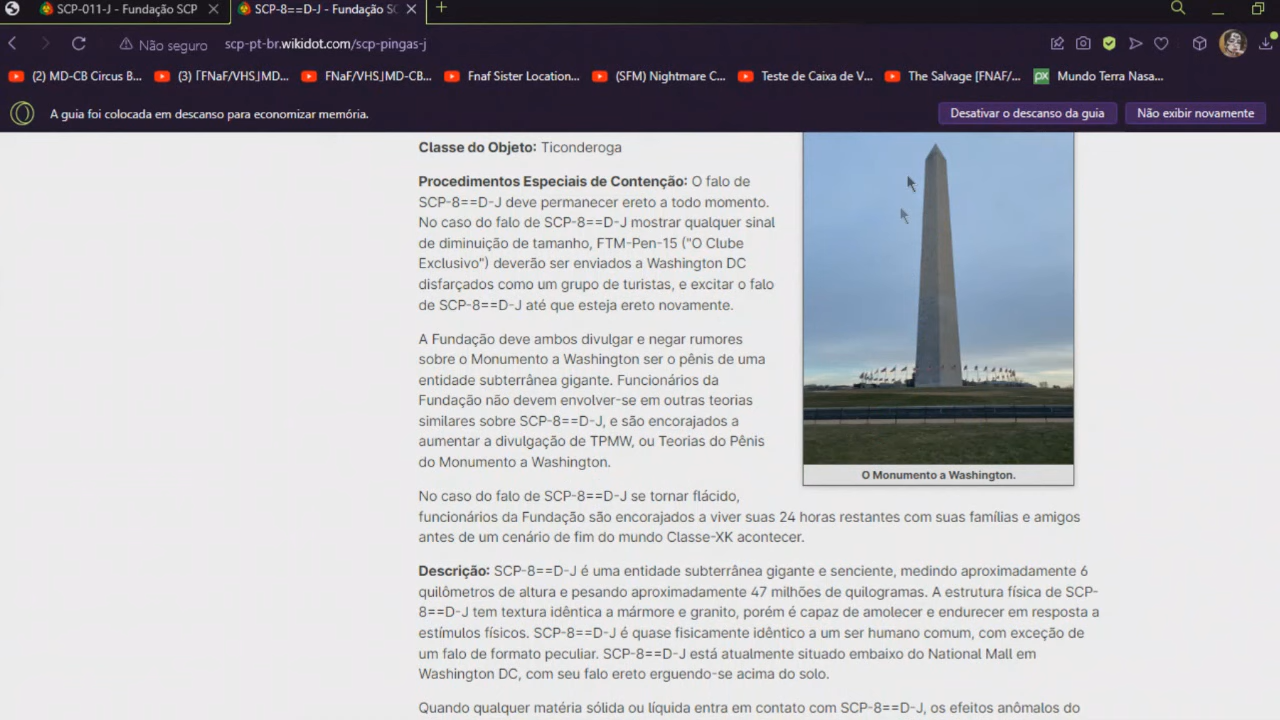 SCP-011-J - Fundação SCP
SCP-8==D-J - Fundação SC
Não seguro
scp-pt-br.wikidot.com/scp-pingas-j
(2) MD-CB Circus B...
(3) ⌈FNaF/VHS⌋MD...
FNaF/VHS⌋MD-CB...
Fnaf Sister Location...
(SFM) Nightmare C...
Teste de Caixa de V...
The Salvage [FNAF/...
px Mundo Terra Nasa...
A guia foi colocada em descanso para economizar memória.
Desativar o descanso da guia
Não exibir novamente
Classe do Objeto: Ticonderoga
Procedimentos Especiais de Contenção: O falo de
SCP-8==D-J deve permanecer ereto a todo momento.
No caso do falo de SCP-8==D-J mostrar qualquer sinal
de diminuição de tamanho, FTM-Pen-15 ("O Clube
Exclusivo") deverão ser enviados a Washington DC
disfarçados como um grupo de turistas, e excitar o falo
de SCP-8==D-J até que esteja ereto novamente.
A Fundação deve ambos divulgar e negar rumores
sobre o Monumento a Washington ser o pênis de uma
entidade subterrânea gigante. Funcionários da
Fundação não devem envolver-se em outras teorias
similares sobre SCP-8==D-J, e são encorajados a
aumentar a divulgação de TPMW, ou Teorias do Pênis
do Monumento a Washington.
O Monumento a Washington.
No caso do falo de SCP-8==D-J se tornar flácido,
funcionários da Fundação são encorajados a viver suas 24 horas restantes com suas famílias e amigos
antes de um cenário de fim do mundo Classe-XK acontecer.
Descrição: SCP-8==D-J é uma entidade subterrânea gigante e senciente, medindo aproximadamente 6
quilômetros de altura e pesando aproximadamente 47 milhões de quilogramas. A estrutura física de SCP-
8==D-J tem textura idêntica a mármore e granito, porém é capaz de amolecer e endurecer em resposta a
estímulos físicos. SCP-8==D-J é quase fisicamente idêntico a um ser humano comum, com exceção de
um falo de formato peculiar. SCP-8==D-J está atualmente situado embaixo do National Mall em
Washington DC, com seu falo ereto erguendo-se acima do solo.
Quando qualquer matéria sólida ou líquida entra em contato com SCP-8==D-J, os efeitos anômalos do